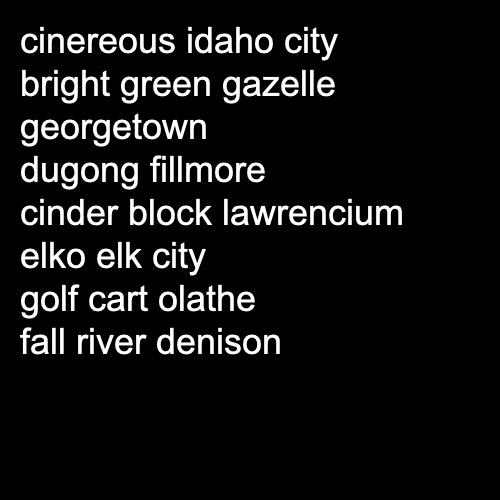 cinereous idaho city
bright green gazelle
georgetown
dugong fillmore
cinder block lawrencium
elko elk city
golf cart olathe
fall river denison